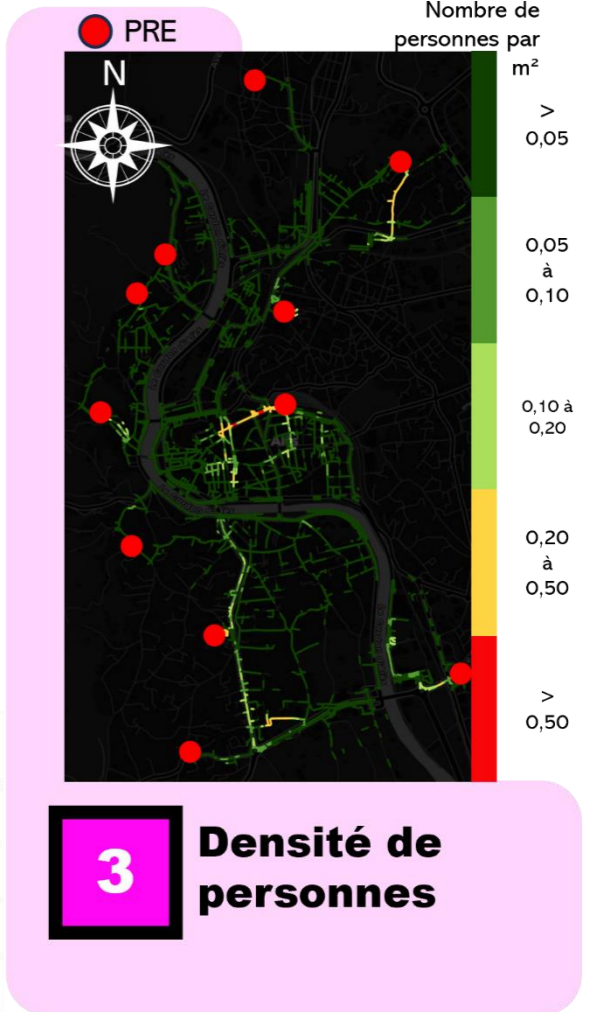 PRE
Nombre de
personnes par
m²
N
>
0,05
0,05
à
0,10
0,10 à
0,20
0,20
à
0,50
>
0,50
3
Densité de
personnes